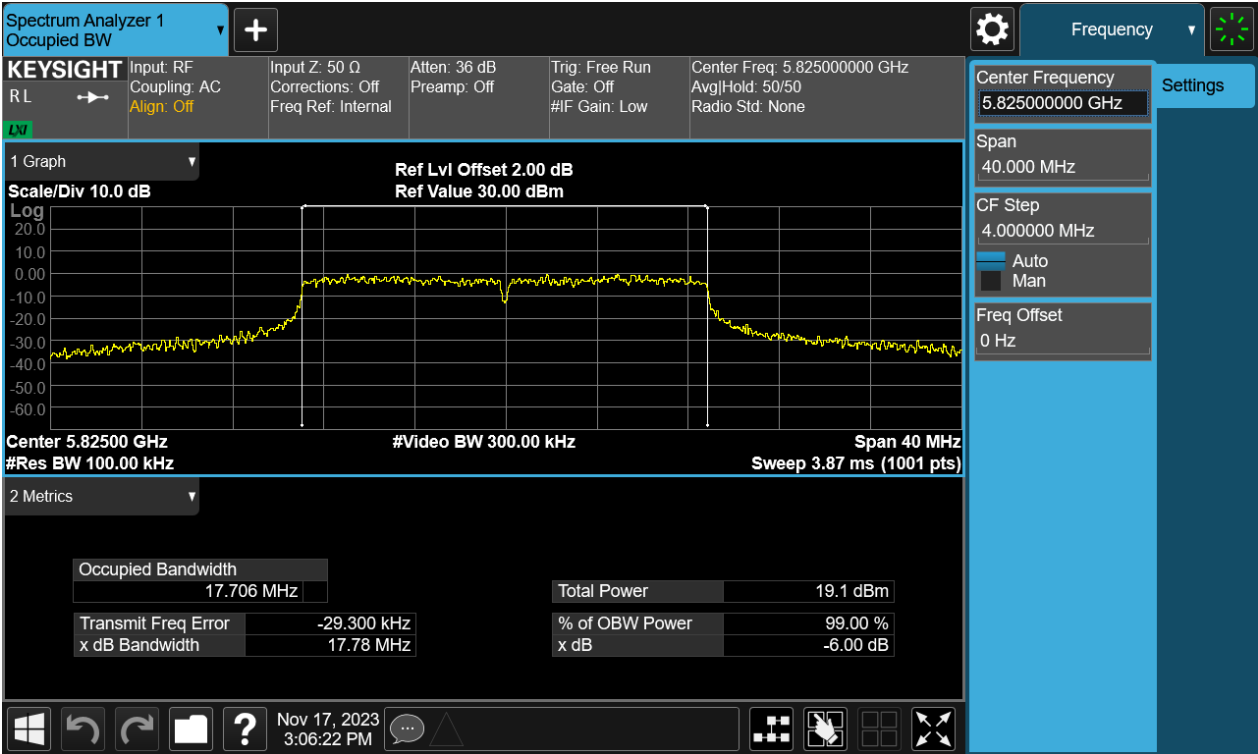 Spectrum Analyzer 1
Occupied BW
Frequency
KEYSIGHT
R L
LXI
Input: RF
Coupling: AC
Align: Off
Input Z: 50 Ω
Corrections: Off
Freq Ref: Internal
Atten: 36 dB
Preamp: Off
Trig: Free Run
Gate: Off
#IF Gain: Low
Center Freq: 5.825000000 GHz
Avg|Hold: 50/50
Radio Std: None
Center Frequency
5.825000000 GHz
Settings
Span
40.000 MHz
CF Step
4.000000 MHz
Auto
Man
Freq Offset
0 Hz
1 Graph
Scale/Div 10.0 dB
Ref Lvl Offset 2.00 dB
Ref Value 30.00 dBm
Log
20.0
10.0
0.00
-10.0
-20.0
-30.0
-40.0
-50.0
-60.0
Center 5.82500 GHz
#Video BW 300.00 kHz
Span 40 MHz
#Res BW 100.00 kHz
Sweep 3.87 ms (1001 pts)
2 Metrics
Occupied Bandwidth
17.706 MHz
Total Power 19.1 dBm
Transmit Freq Error -29.300 kHz
% of OBW Power 99.00 %
x dB Bandwidth 17.78 MHz
x dB -6.00 dB
Nov 17, 2023
3:06:22 PM